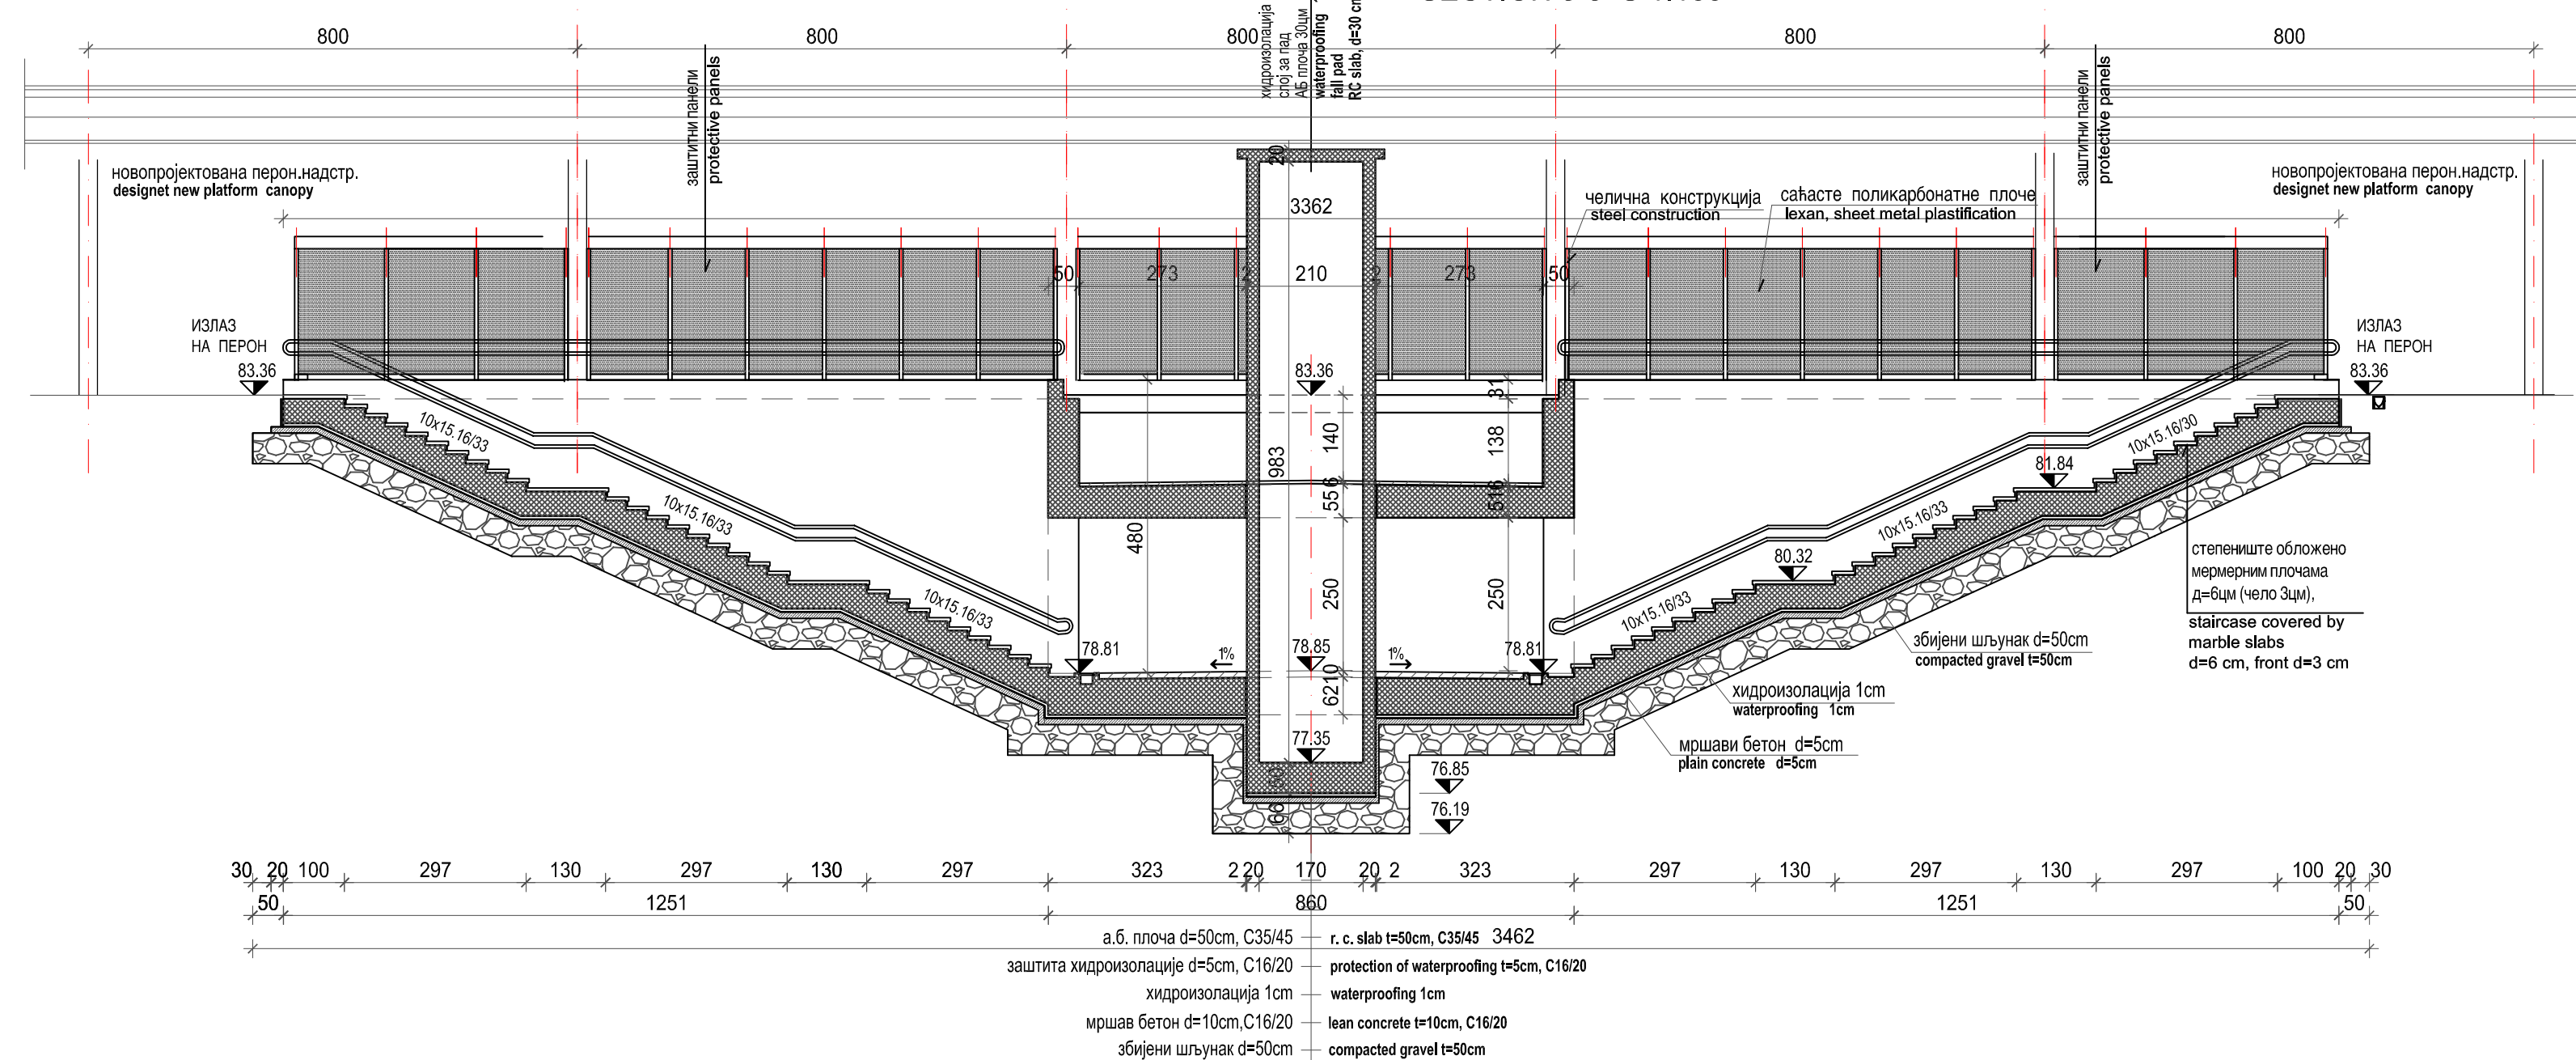 800
800
800
800
800
хидроизолација
слој за пад
АБ плоча 30цм
waterproofing
fall pad
RC slab, d=30 cm
заштитни панели
protective panels
заштитни панели
protective panels
новопројектована перон.надстр.
designet new platform canopy
новопројектована перон.надстр.
designet new platform canopy
20
3362
челична конструкција
steel construction
саћасте поликарбонатне плоче
lexan, sheet metal plastification
50
273
2
210
2
273
50
ИЗЛАЗ
НА ПЕРОН
83.36
83.36
ИЗЛАЗ
НА ПЕРОН
83.36
31
10x15.16/33
10x15.16/33
10x15.16/33
983
140
138
556
516
480
250
250
10x15.16/30
81.84
10x15.16/33
80.32
10x15.16/33
степениште обложено
мермерним плочама
д=6цм (чело 3цм),
staircase covered by
marble slabs
d=6 cm, front d=3 cm
78.81
1%
78.85
1%
78.81
6210
збијени шљунак d=50cm
compacted gravel t=50cm
хидроизолација 1cm
waterproofing 1cm
мршави бетон d=5cm
plain concrete d=5cm
77.35
50
66
76.85
76.19
30 20 100 297 130 297 130 297 323 2 20 170 20 2 323 297 130 297 130 297 100 20 30
50 1251 860 1251 50
а.б. плоча d=50cm, C35/45 r. c. slab t=50cm, C35/45 3462
заштита хидроизолације d=5cm, C16/20 protection of waterproofing t=5cm, C16/20
хидроизолација 1cm waterproofing 1cm
мршав бетон d=10cm,C16/20 lean concrete t=10cm, C16/20
збијени шљунак d=50cm compacted gravel t=50cm